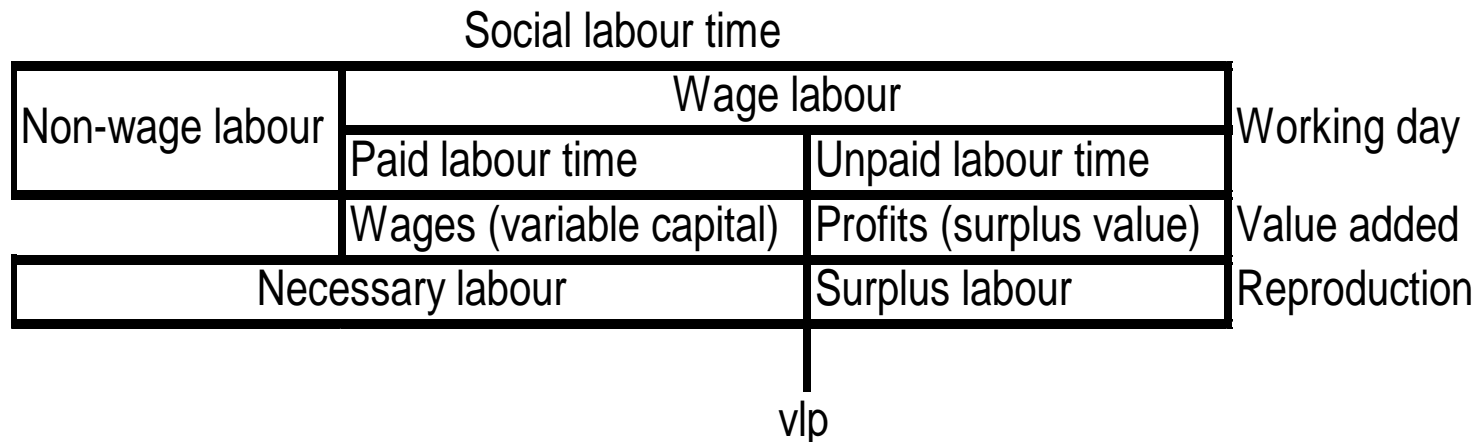 Social labour time
Non-wage labour
Wage labour
Working day
Paid labour time
Unpaid labour time
Wages (variable capital)
Profits (surplus value)
Value added
Necessary labour
Surplus labour
Reproduction
vlp